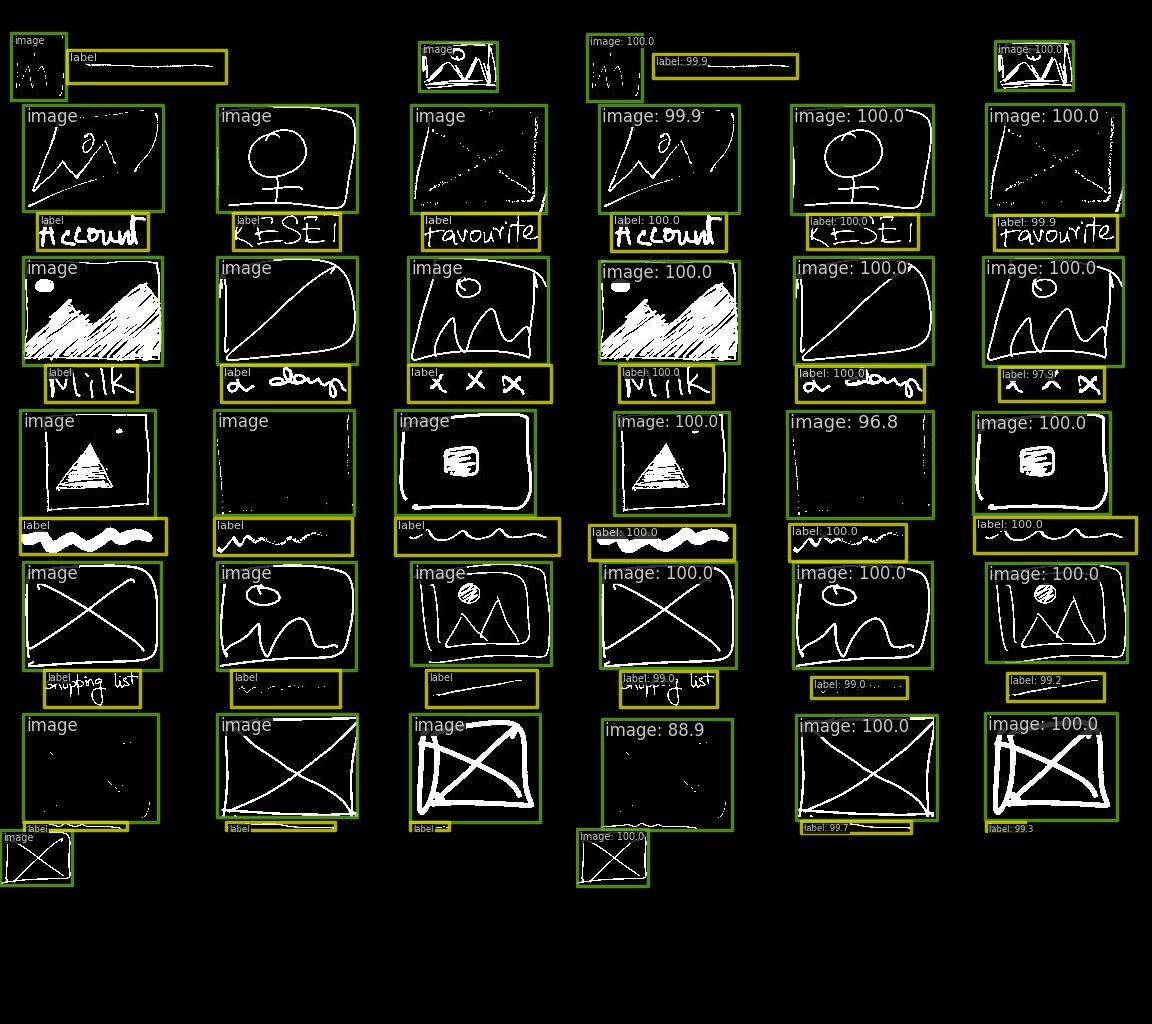 image image image: 100.0 image: 100.0
label label: 99.9
image image image image: 99.9 image: 100.0 image: 100.0
label label label label: 100.0 label: 100.0 label: 99.9
Account KESEI Favourite Account KESEI Favourite
image image image image: 100.0 image: 100.0 image: 100.0
label label label label: 100.0 label: 100.0 label: 97.9
Milk x x x Milk
image image image image: 100.0 image: 96.8 image: 100.0
label label label label: 100.0 label: 100.0 label: 100.0
image image image image: 100.0 image: 100.0 image: 100.0
label label label label: 99.0 label: 99.0 label: 99.2
Shopping list Shopping list
image image image image: 88.9 image: 100.0 image: 100.0
label label label label: 99.7 label: 99.3
image image: 100.0